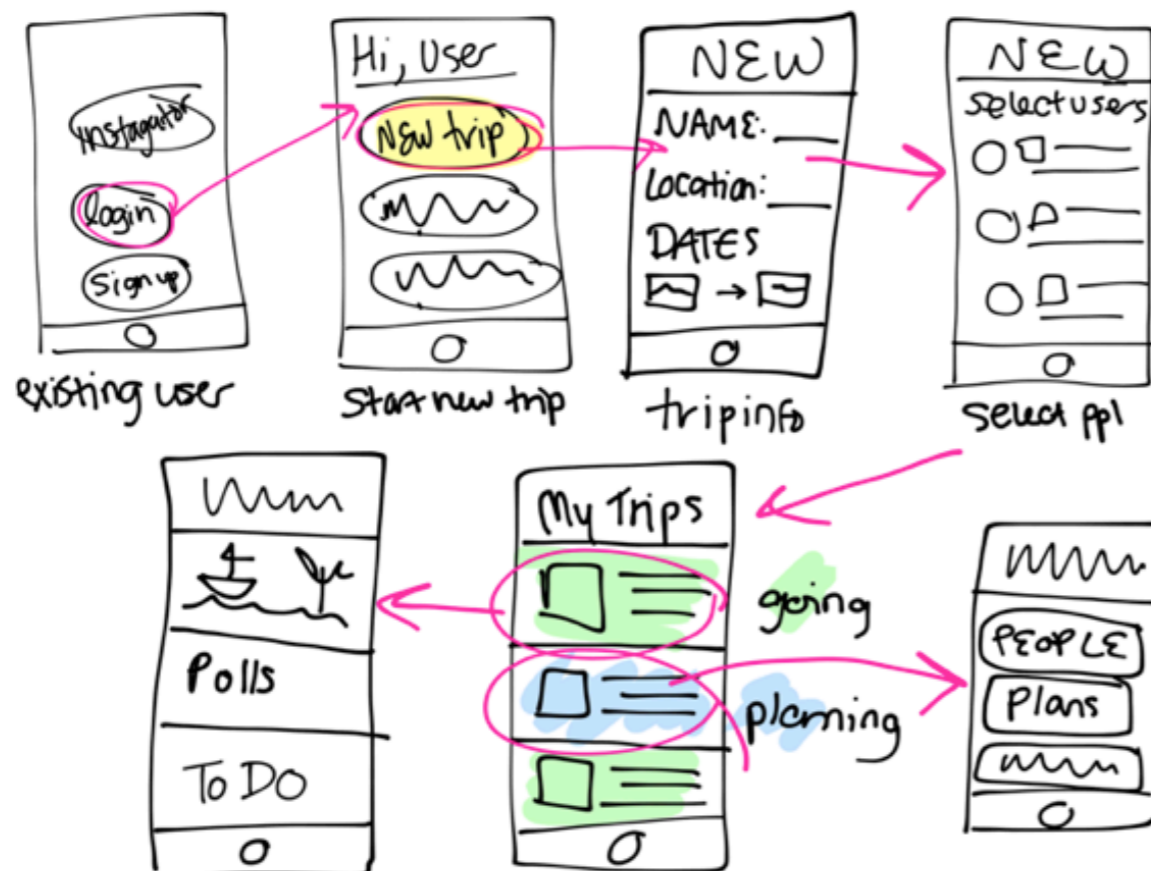 Instagator
login
Sign up
existing user
Hi, User
NEW trip
Start new trip
NEW
NAME:
Location:
DATES
trip info
NEW
Select users
Select ppl
Polls
To DO
My Trips
going
planning
PEOPLE
Plans